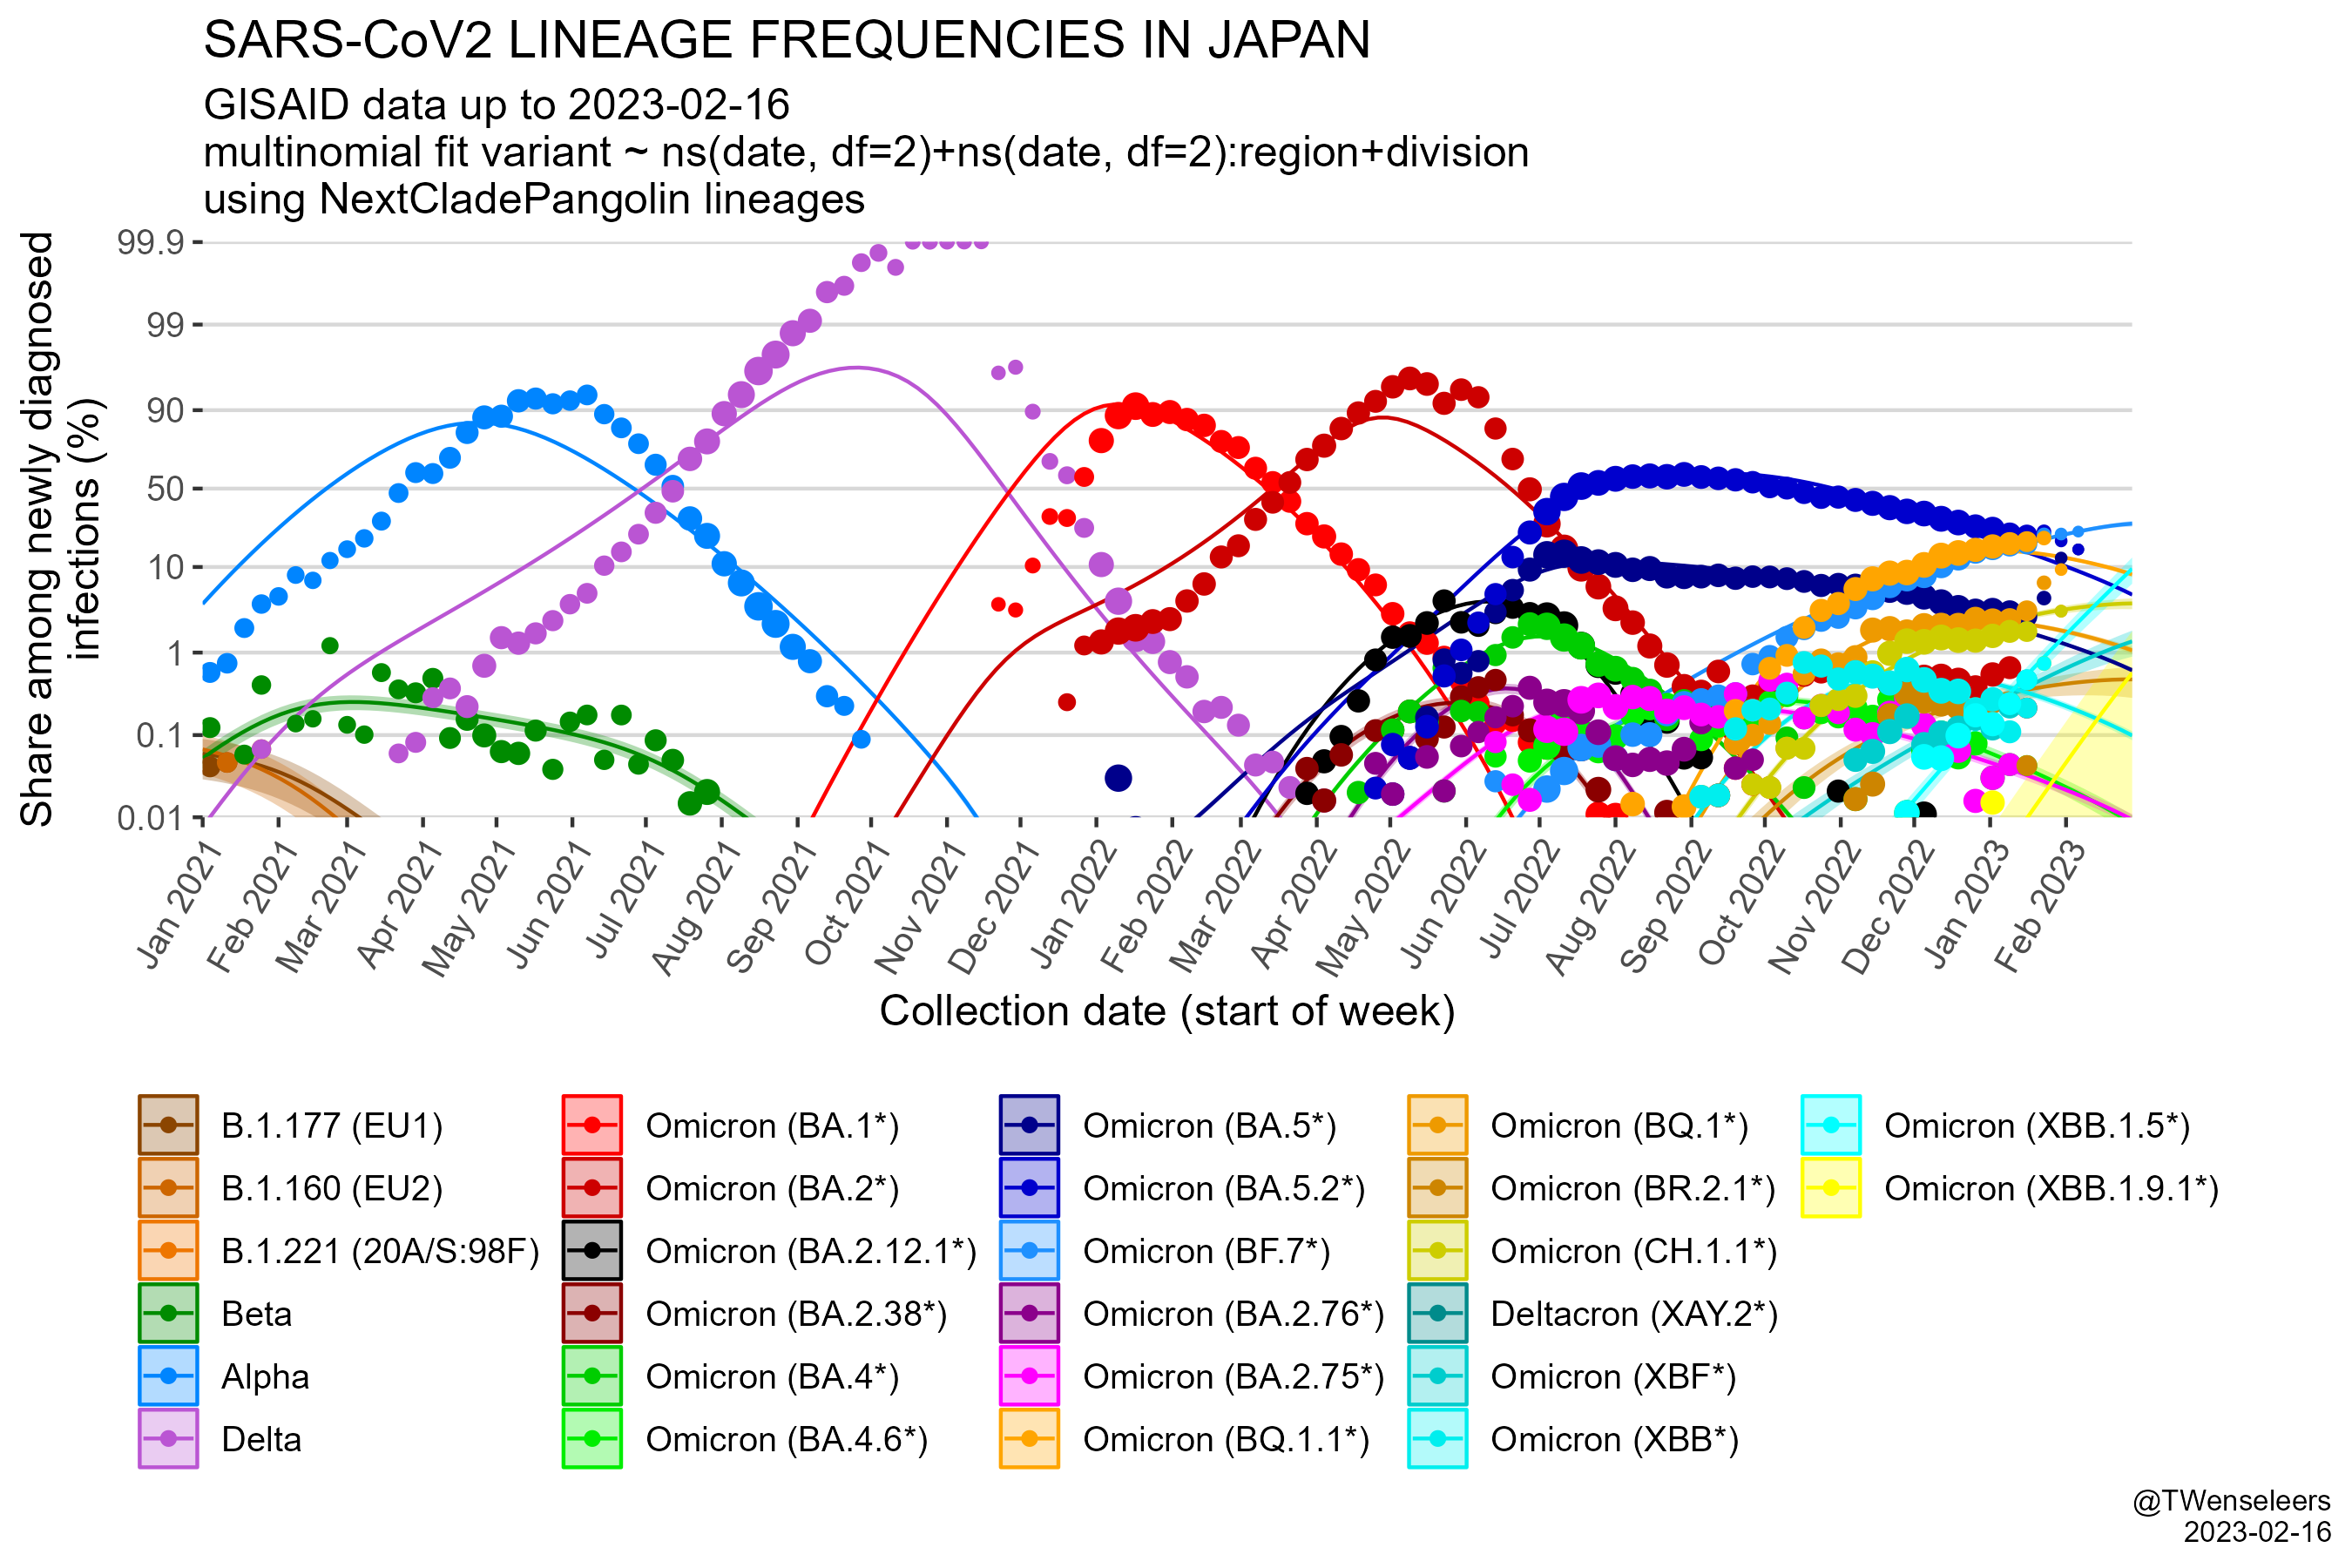 SARS-CoV2 LINEAGE FREQUENCIES IN JAPAN
GISAID data up to 2023-02-16
multinomial fit variant ~ ns(date, df=2)+ns(date, df=2):region+division
using NextCladePangolin lineages
Share among newly diagnosed
infections (%)
99.9
99
90
50
10
1
0.1
0.01
Jan 2021
Feb 2021
Mar 2021
Apr 2021
May 2021
Jun 2021
Jul 2021
Aug 2021
Sep 2021
Oct 2021
Nov 2021
Dec 2021
Jan 2022
Feb 2022
Mar 2022
Apr 2022
May 2022
Jun 2022
Jul 2022
Aug 2022
Sep 2022
Oct 2022
Nov 2022
Dec 2022
Jan 2023
Feb 2023
Collection date (start of week)
B.1.177 (EU1)
B.1.160 (EU2)
B.1.221 (20A/S:98F)
Beta
Alpha
Delta
Omicron (BA.1*)
Omicron (BA.2*)
Omicron (BA.2.12.1*)
Omicron (BA.2.38*)
Omicron (BA.4*)
Omicron (BA.4.6*)
Omicron (BA.5*)
Omicron (BA.5.2*)
Omicron (BF.7*)
Omicron (BA.2.76*)
Omicron (BA.2.75*)
Omicron (BQ.1.1*)
Omicron (BQ.1*)
Omicron (BR.2.1*)
Omicron (CH.1.1*)
Deltacron (XAY.2*)
Omicron (XBF*)
Omicron (XBB*)
Omicron (XBB.1.5*)
Omicron (XBB.1.9.1*)
@TWenseleers
2023-02-16